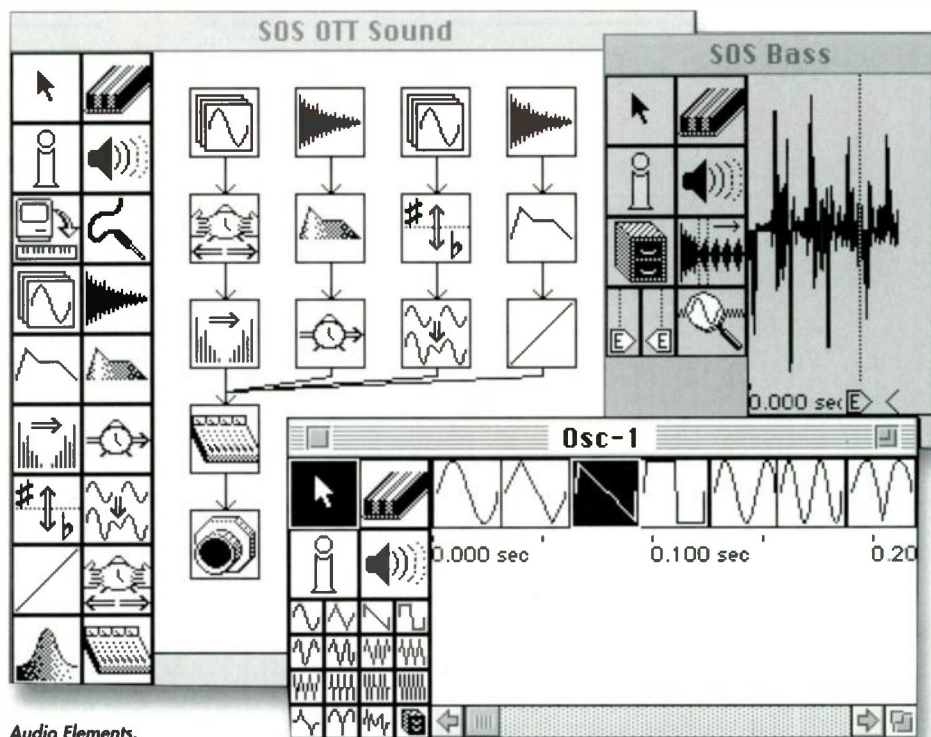 SOS OTT Sound
SOS Bass
E
E
0.000 sec
E
Osc-1
0.000 sec
0.100 sec
0.20
Audio Elements.